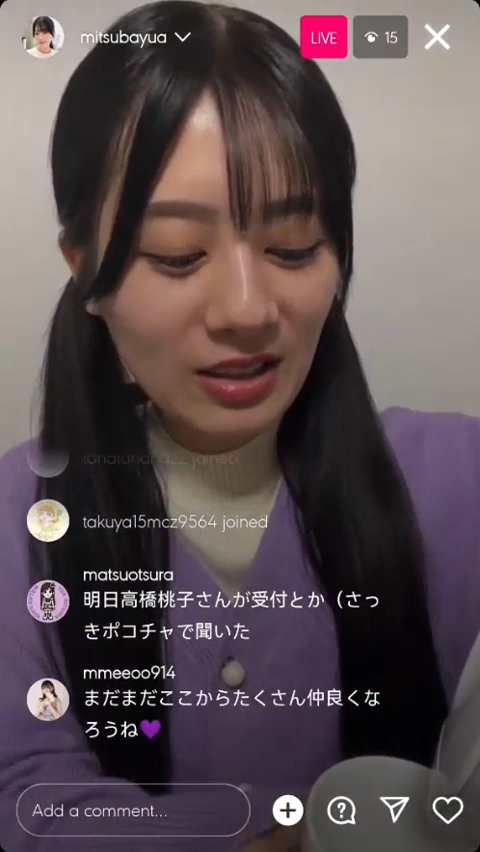 mitsubayua
LIVE
15
takuya15mcz9564 joined
matsuotsura
明日高橋桃子さんが受付とか（さっ
きポコチャで聞いた
mmeeoo914
まだまだここからたくさん仲良くな
ろうね💜
Add a comment...